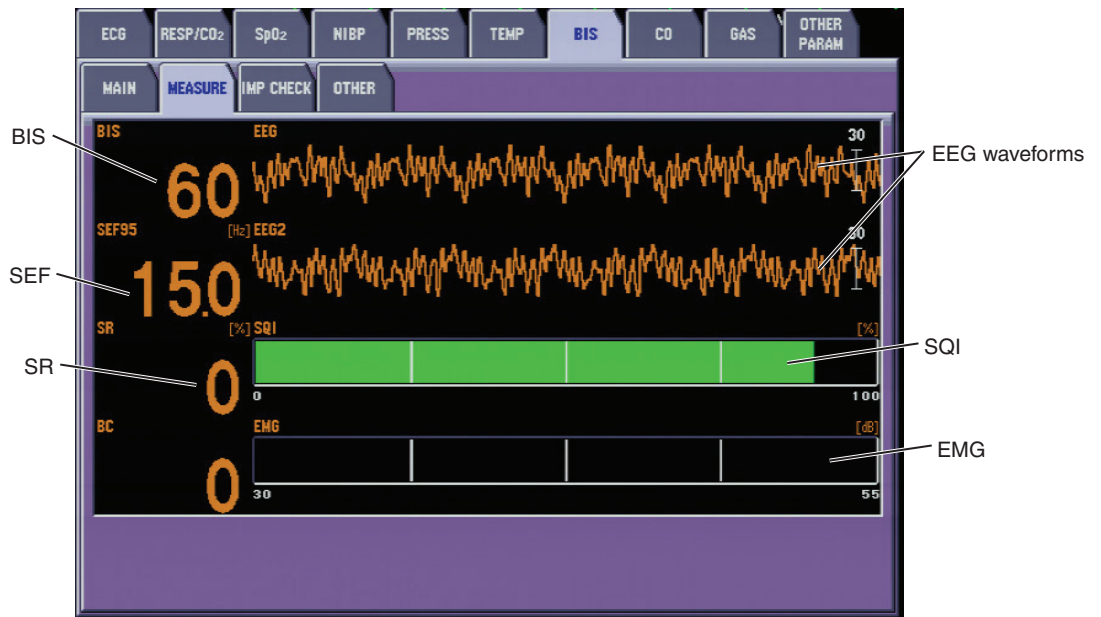 ECG RESP/CO₂ SpO₂ NIBP PRESS TEMP BIS CO GAS OTHER PARAM
MAIN MEASURE IMP CHECK OTHER
BIS
BIS EEG 30
60
EEG waveforms
SEF95 [Hz] EEG2 30
SEF
15.0
SR [%] SQI [%]
SQI
SR
0
0 100
BC EMG [dB]
EMG
0
30 55